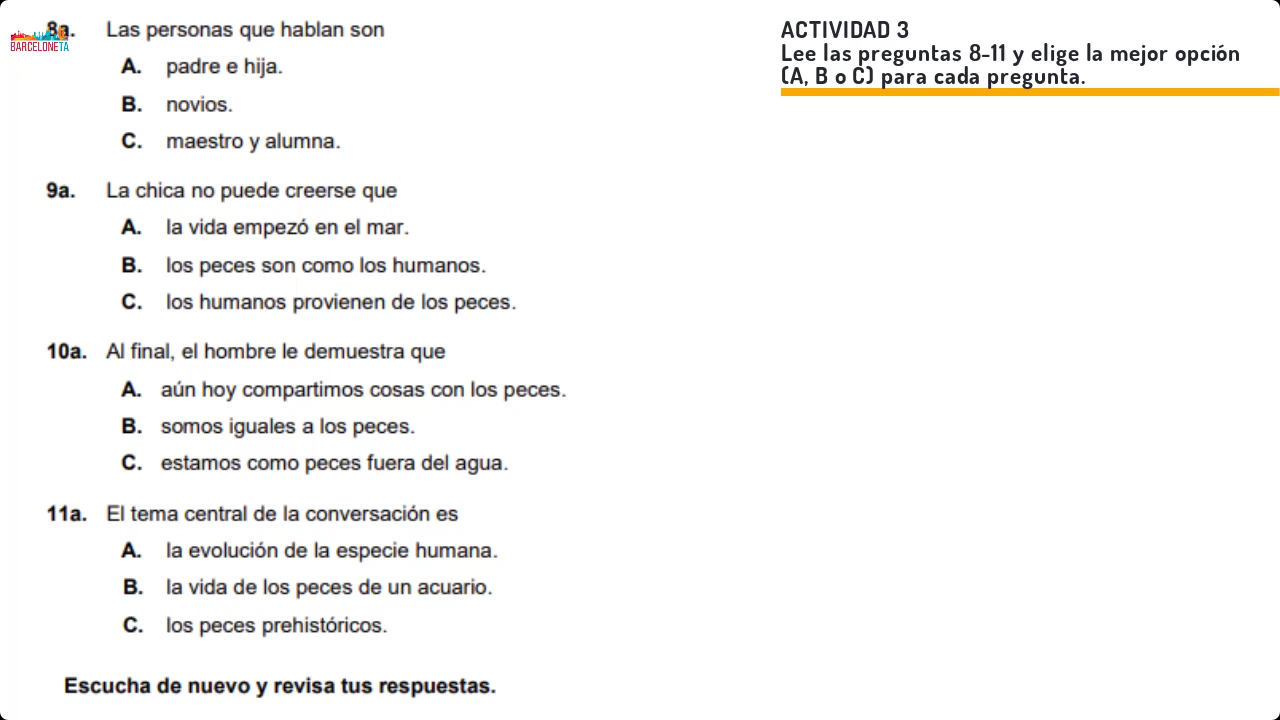 8a. Las personas que hablan son
BARCELONETA
A. padre e hija.
B. novios.
C. maestro y alumna.
9a. La chica no puede creerse que
A. la vida empezó en el mar.
B. los peces son como los humanos.
C. los humanos provienen de los peces.
10a. Al final, el hombre le demuestra que
A. aún hoy compartimos cosas con los peces.
B. somos iguales a los peces.
C. estamos como peces fuera del agua.
11a. El tema central de la conversación es
A. la evolución de la especie humana.
B. la vida de los peces de un acuario.
C. los peces prehistóricos.
Escucha de nuevo y revisa tus respuestas.
ACTIVIDAD 3
Lee las preguntas 8-11 y elige la mejor opción
(A, B o C) para cada pregunta.